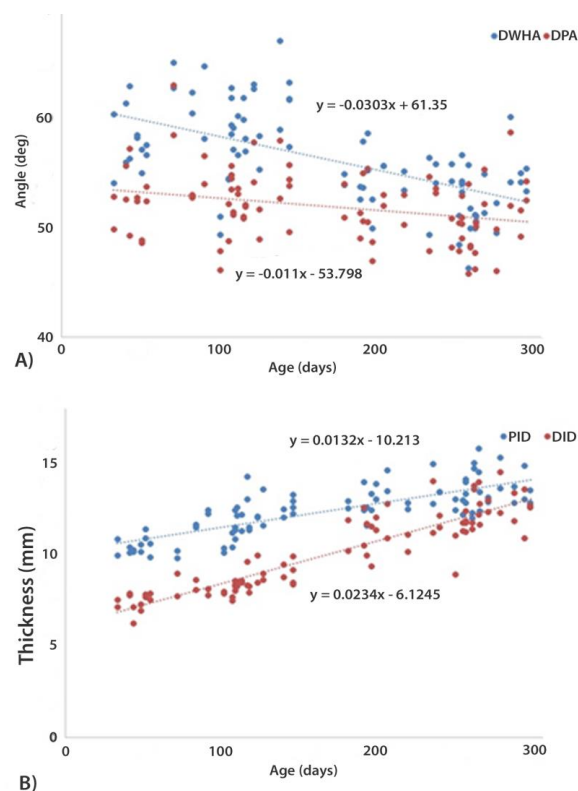 DWHA DPA
60
50
40
Angle (deg)
y = -0.0303x + 61.35
y = -0.011x - 53.798
0 100 200 300
Age (days)
A)
PID DID
15
10
5
0
Thickness (mm)
y = 0.0132x - 10.213
y = 0.0234x - 6.1245
0 100 200 300
Age (days)
B)